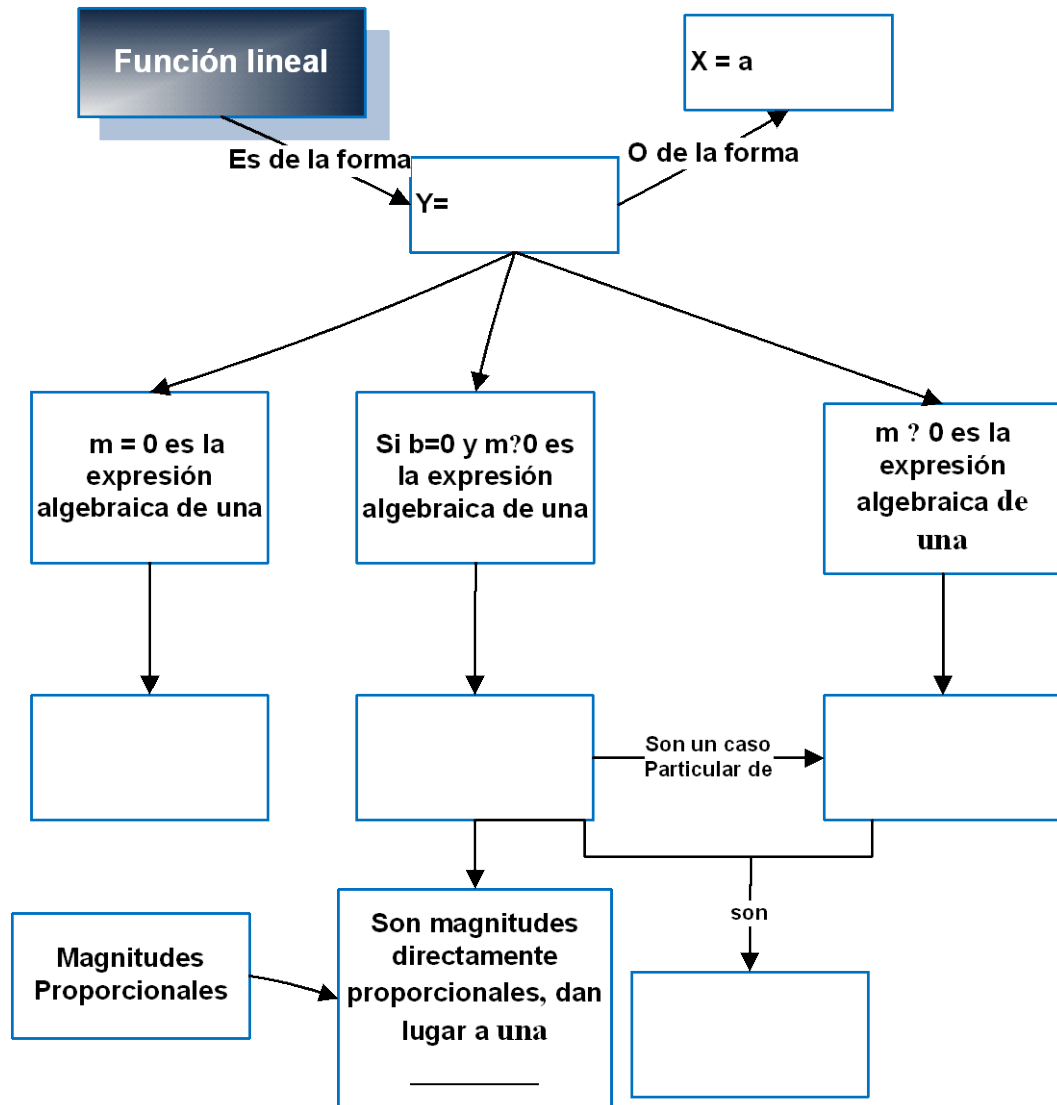 Función lineal
X = a
Es de la forma
O de la forma
Y=
m = 0 es la
expresión
algebraica de una
Si b=0 y m?0 es
la expresión
algebraica de una
m ? 0 es la
expresión
algebraica de
una
Son un caso
Particular de
son
Magnitudes
Proporcionales
Son magnitudes
directamente
proporcionales, dan
lugar a una
__________